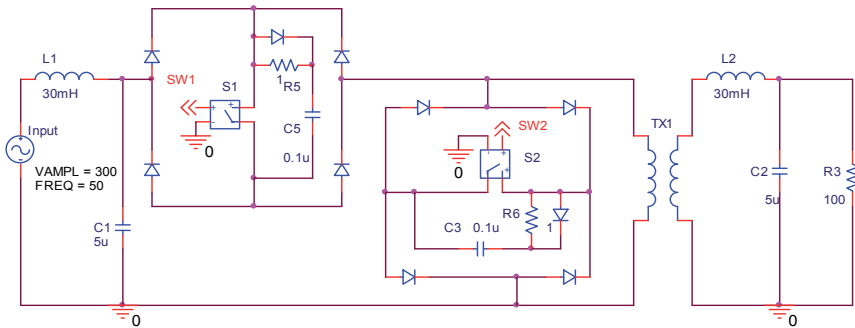 L1
30mH
Input
VAMPL = 300
FREQ = 50
C1
5u
0
SW1
S1
+
+
-
0
1
R5
C5
0.1u
SW2
-
+
+
S2
0
R6
1
C3
0.1u
TX1
L2
30mH
C2
5u
R3
100
0